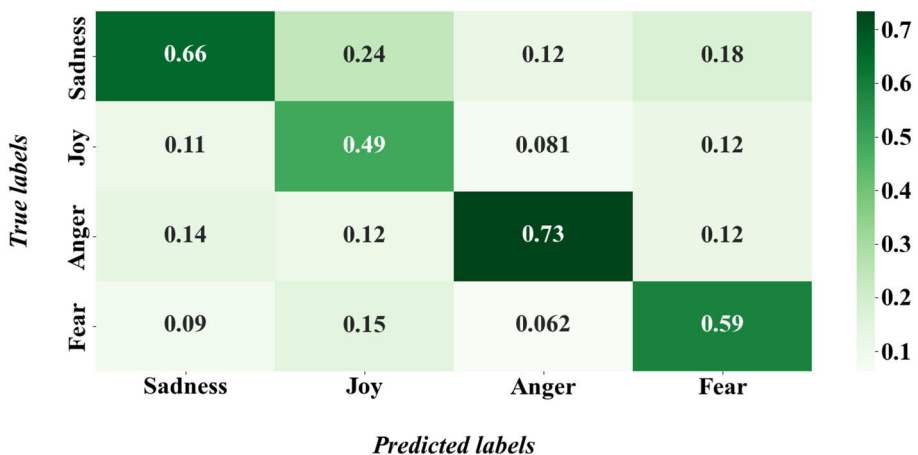 Sadness 0.66 0.24 0.12 0.18
Joy 0.11 0.49 0.081 0.12
Anger 0.14 0.12 0.73 0.12
Fear 0.09 0.15 0.062 0.59
Sadness Joy Anger Fear
Predicted labels
True labels
0.7
0.6
0.5
0.4
0.3
0.2
0.1